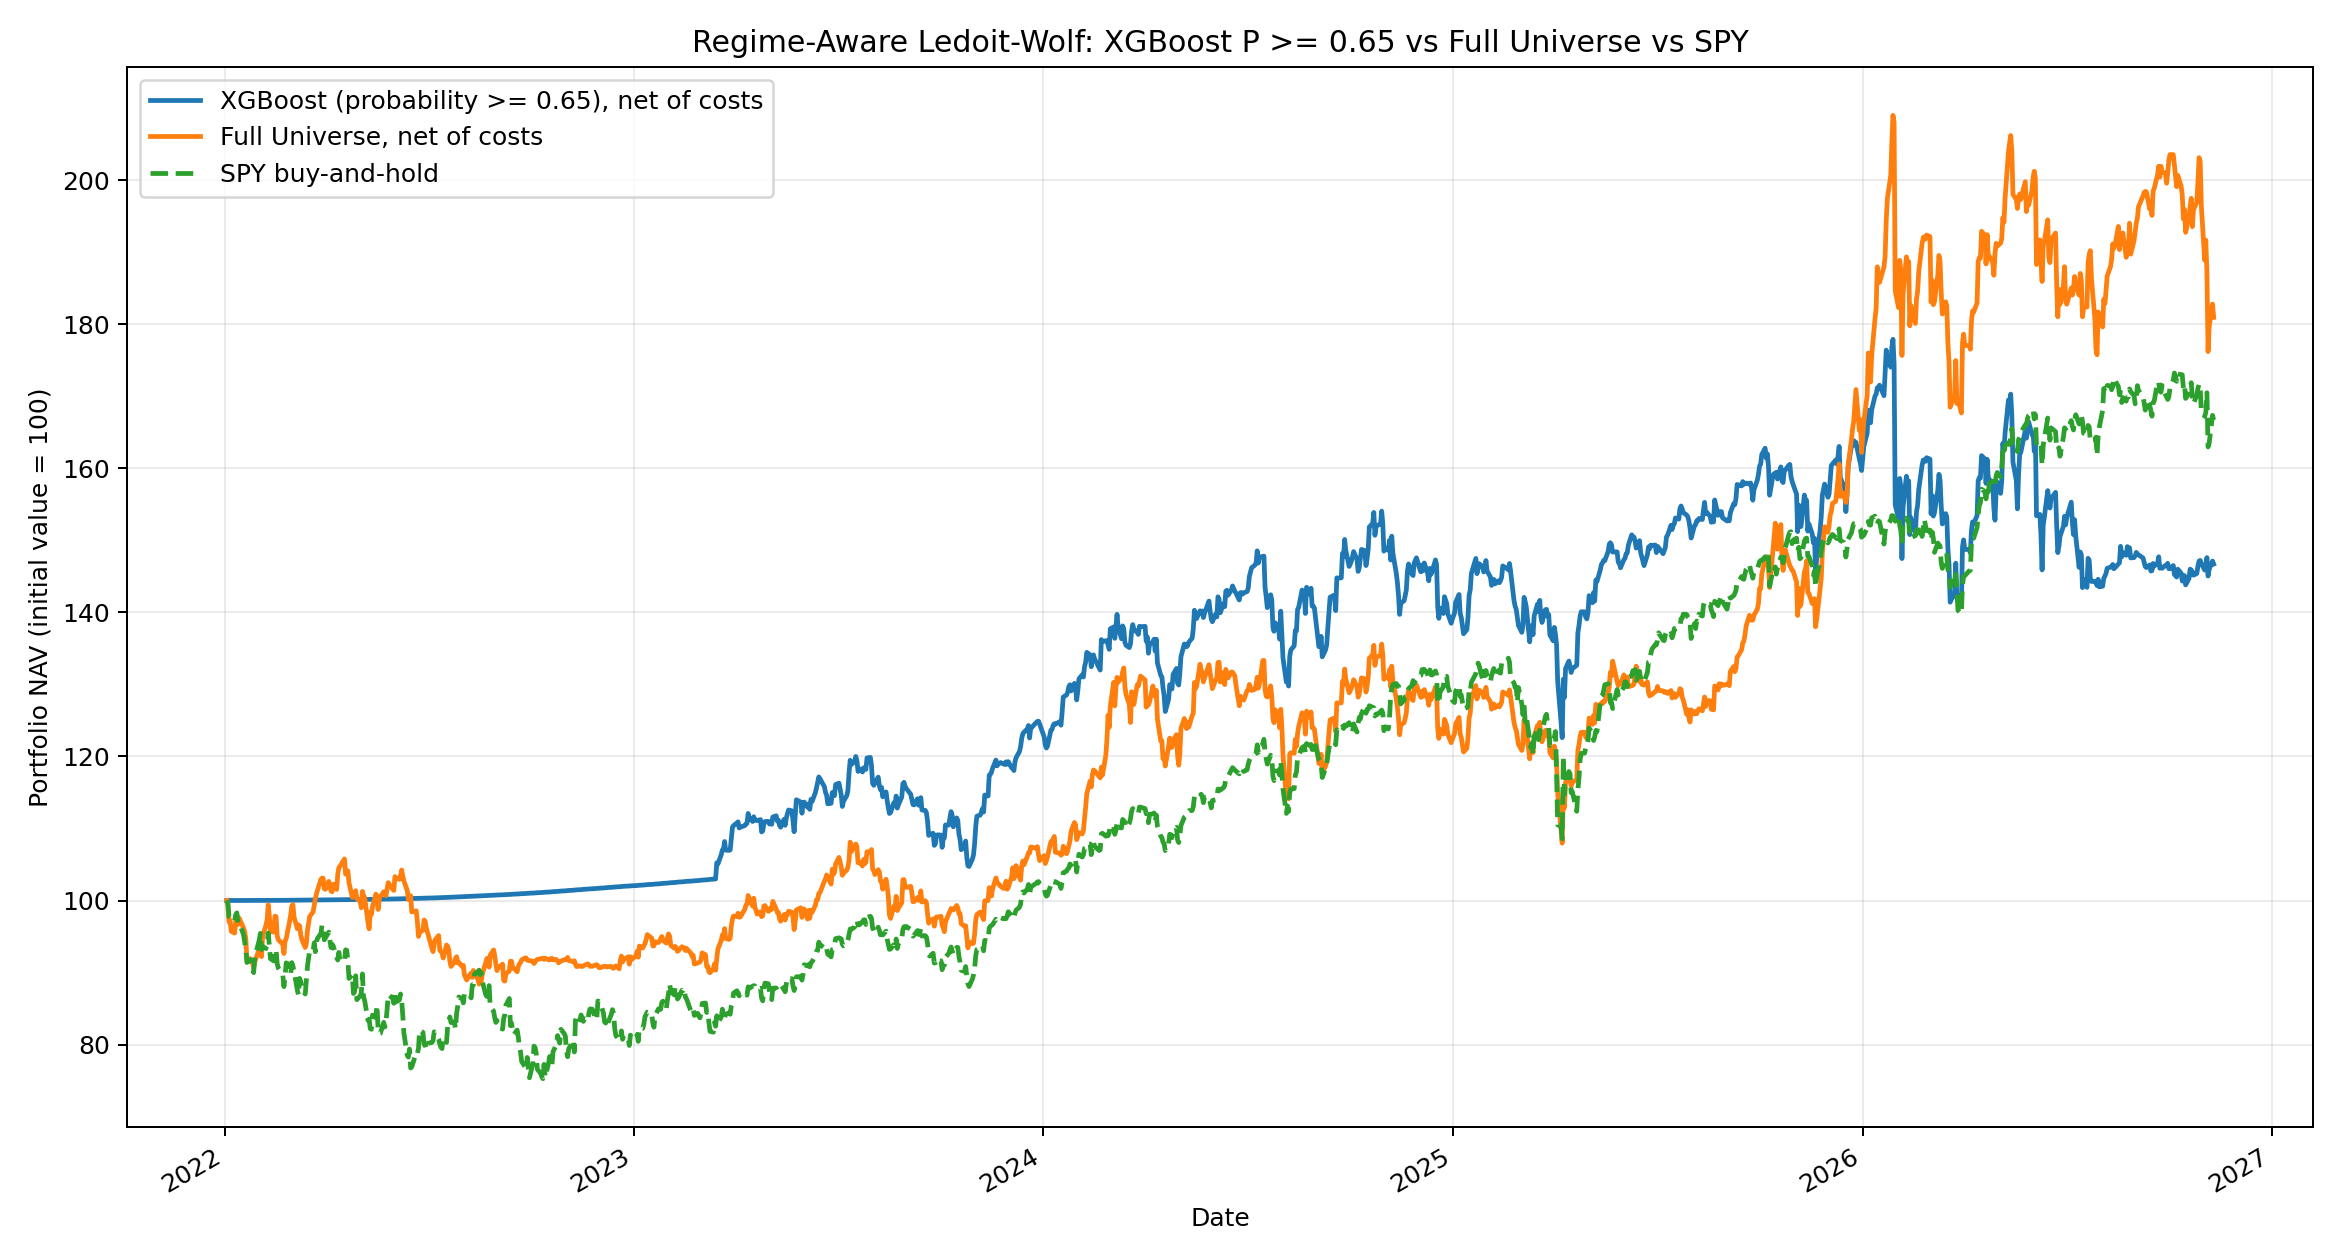 Regime-Aware Ledoit-Wolf: XGBoost P >= 0.65 vs Full Universe vs SPY
XGBoost (probability >= 0.65), net of costs
Full Universe, net of costs
SPY buy-and-hold
Portfolio NAV (initial value = 100)
200
180
160
140
120
100
80
2022
2023
2024
2025
2026
2027
Date